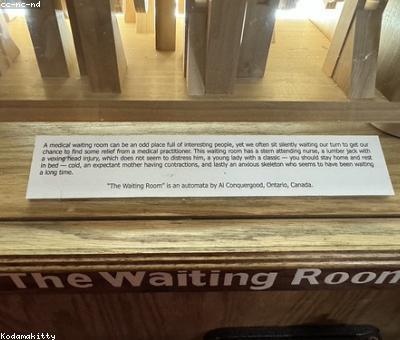 cc-nc-nd
A medical waiting room can be an odd place full of interesting people, yet we often sit silently waiting our turn to get our
chance to find some relief from a medical practitioner. This waiting room has a stern attending nurse, a lumber jack with
a vexing head injury, which does not seem to distress him, a young lady with a classic — you should stay home and rest
in bed — cold, an expectant mother having contractions, and lastly an anxious skeleton who seems to have been waiting
a long time.
"The Waiting Room" is an automata by Al Conquergood, Ontario, Canada.
The Waiting Room
Kodamakitty